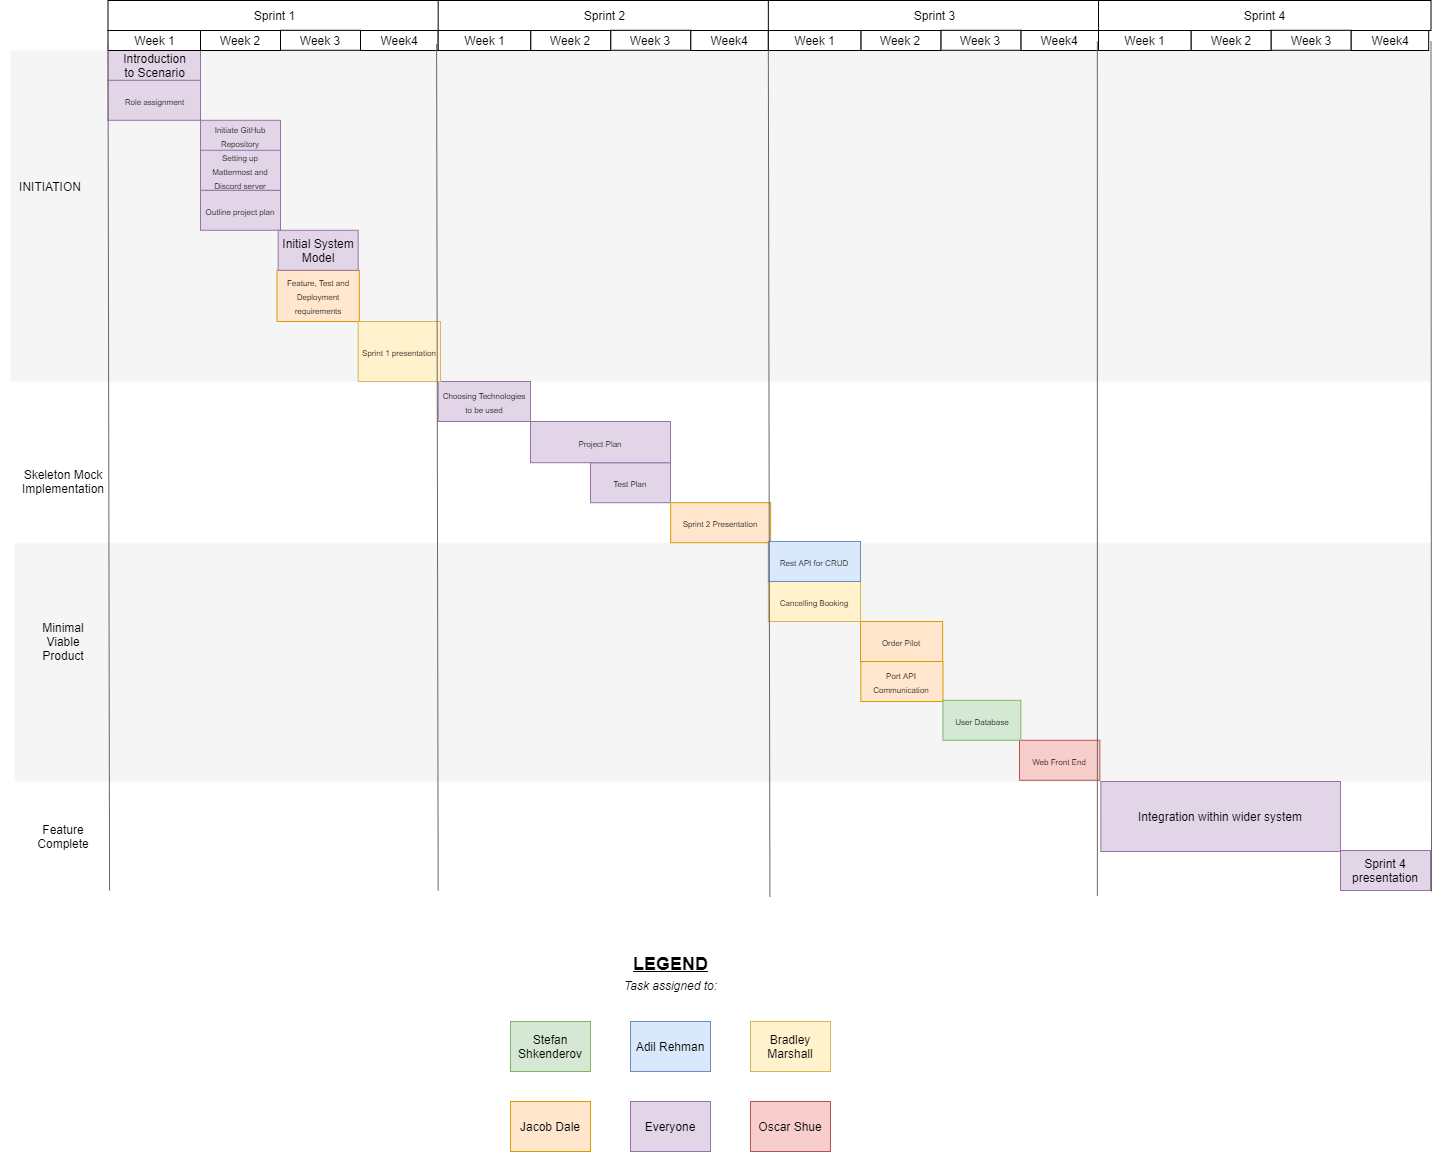 Sprint 1
Sprint 2
Sprint 3
Sprint 4
Week 1
Week 2
Week 3
Week4
Week 1
Week 2
Week 3
Week4
Week 1
Week 2
Week 3
Week4
Week 1
Week 2
Week 3
Week4
INITIATION
Introduction
to Scenario
Role assignment
Initiate GitHub
Repository
Setting up
Mattermost and
Discord server
Outline project plan
Initial System
Model
Feature, Test and
Deployment
requirements
Sprint 1 presentation
Skeleton Mock
Implementation
Choosing Technologies
to be used
Project Plan
Test Plan
Sprint 2 Presentation
Minimal
Viable
Product
Rest API for CRUD
Cancelling Booking
Order Pilot
Port API
Communication
User Database
Web Front End
Feature
Complete
Integration within wider system
Sprint 4
presentation
LEGEND
Task assigned to:
Stefan
Shkenderov
Adil Rehman
Bradley
Marshall
Jacob Dale
Everyone
Oscar Shue